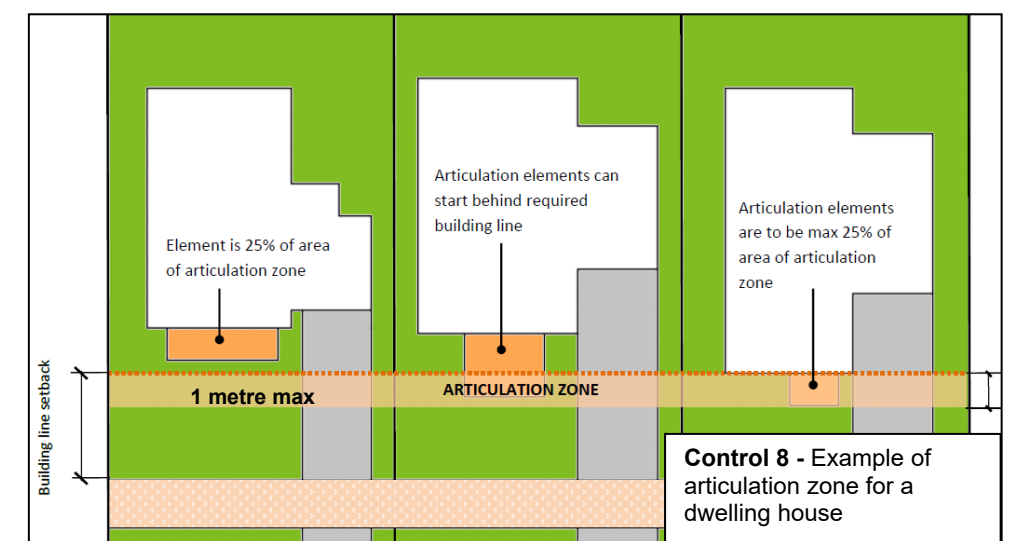 Element is 25% of area
of articulation zone
Articulation elements can
start behind required
building line
Articulation elements
are to be max 25% of
area of articulation
zone
Building line setback
1 metre max
ARTICULATION ZONE
Control 8 - Example of
articulation zone for a
dwelling house